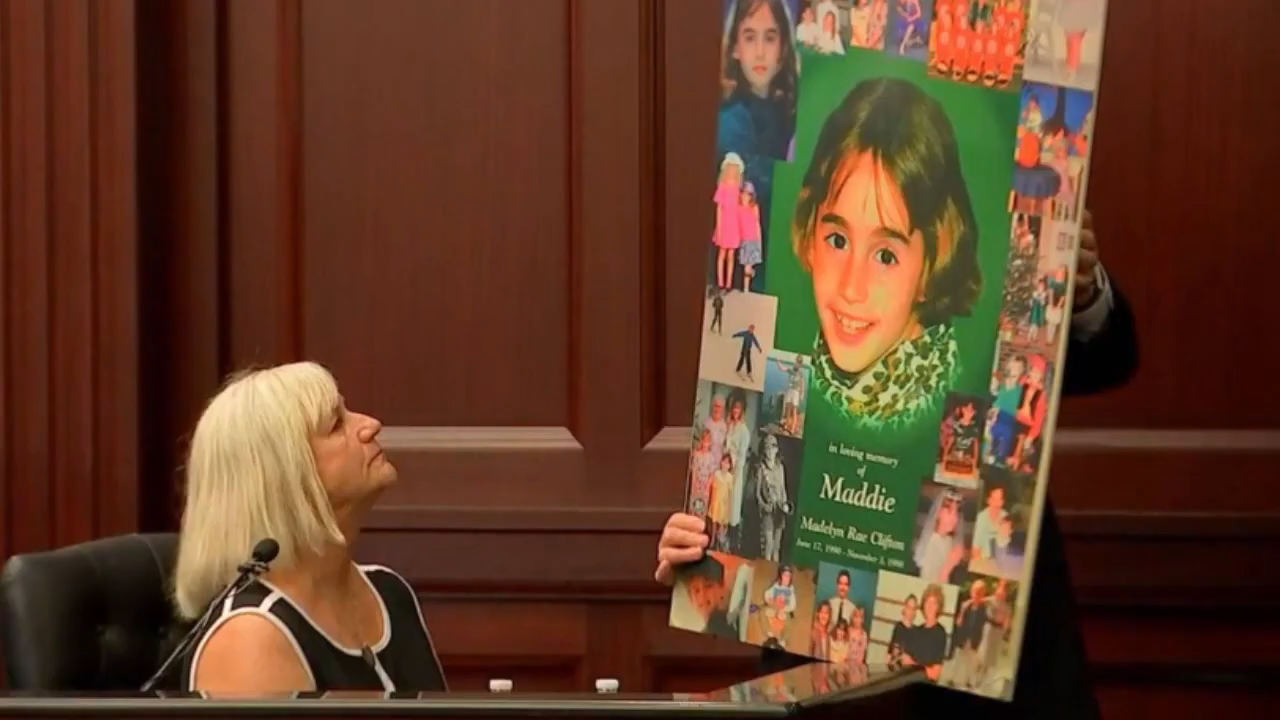 in loving memory
of
Maddie
Madelyn Rae Clifton
June 17, 1990 - November 3, 1998